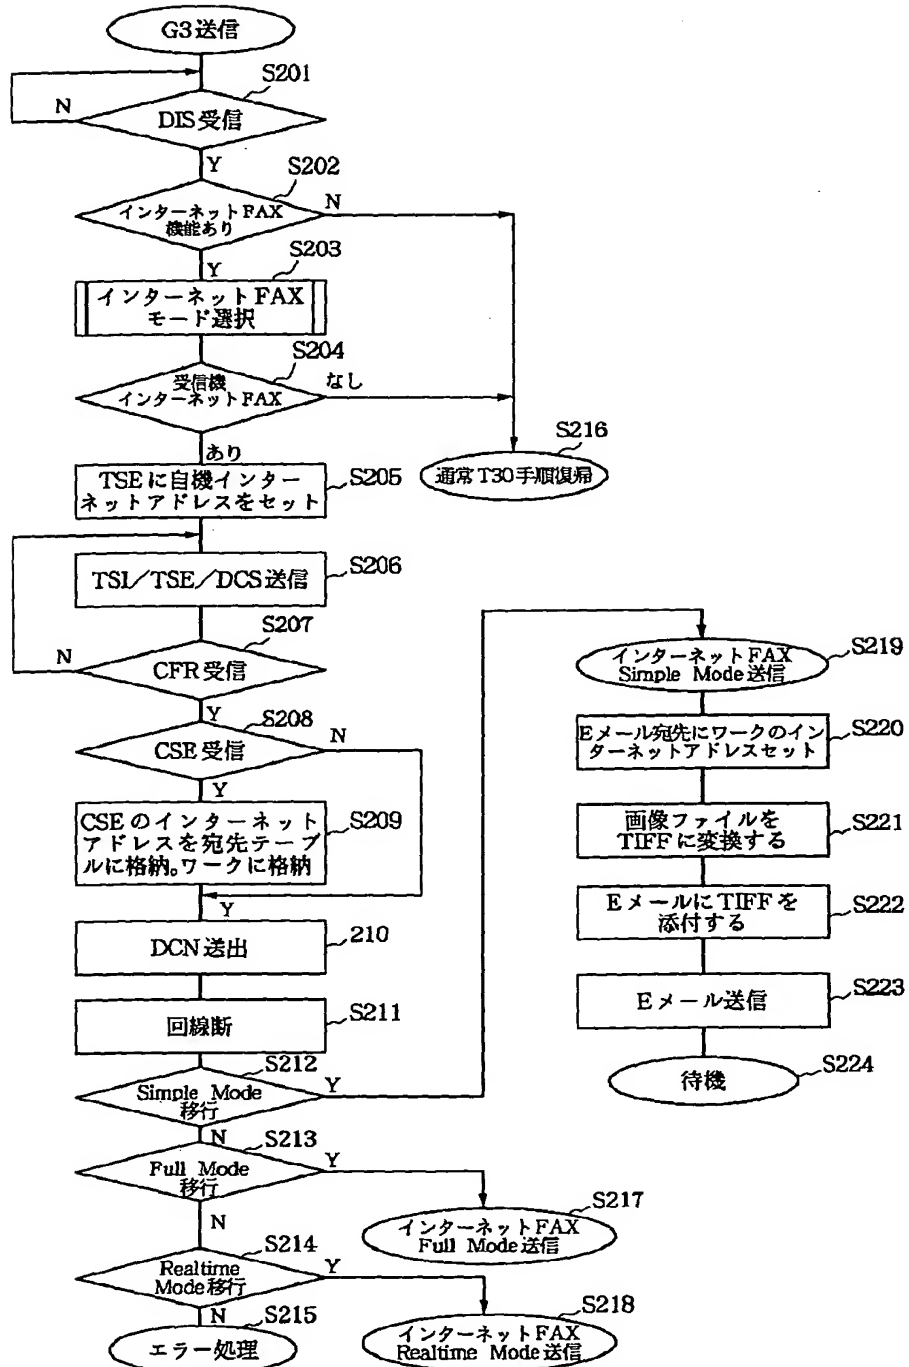 G3送信
S201
N
DIS受信
Y
S202
インターネットFAX
機能あり
N
Y
S203
インターネットFAX
モード選択
S204
受信機
インターネットFAX
なし
あり
S216
通常T30手順復帰
TSEに自機インター
ネットアドレスをセット
S205
TSI/TSE/DCS送信
S206
S207
N
CFR受信
Y
S208
CSE受信
N
Y
CSEのインターネット
アドレスを宛先テーブ
ルに格納。ワークに格納
S209
Y
DCN送出
210
回線断
S211
S212
Simple Mode
移行
Y
N
S213
Full Mode
移行
Y
N
S217
インターネットFAX
Full Mode送信
S214
Realtime
Mode移行
Y
N
S215
エラー処理
S218
インターネットFAX
Realtime Mode送信
S219
インターネットFAX
Simple Mode送信
Eメール宛先にワークのイン
ターネットアドレスセット
S220
画像ファイルを
TIFFに変換する
S221
EメールにTIFFを
添付する
S222
Eメール送信
S223
待機
S224